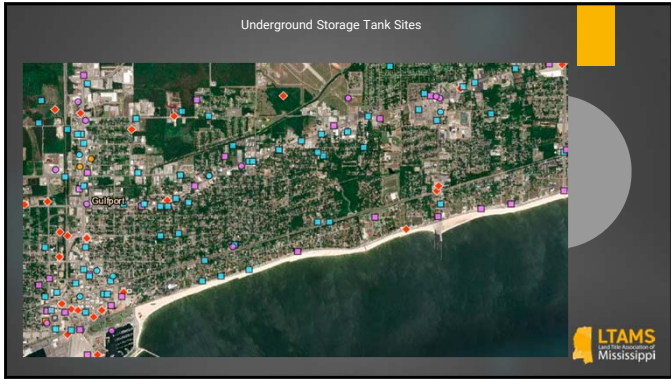 Underground Storage Tank Sites
Gulfport
LTAMS
Land Title Association of
Mississippi